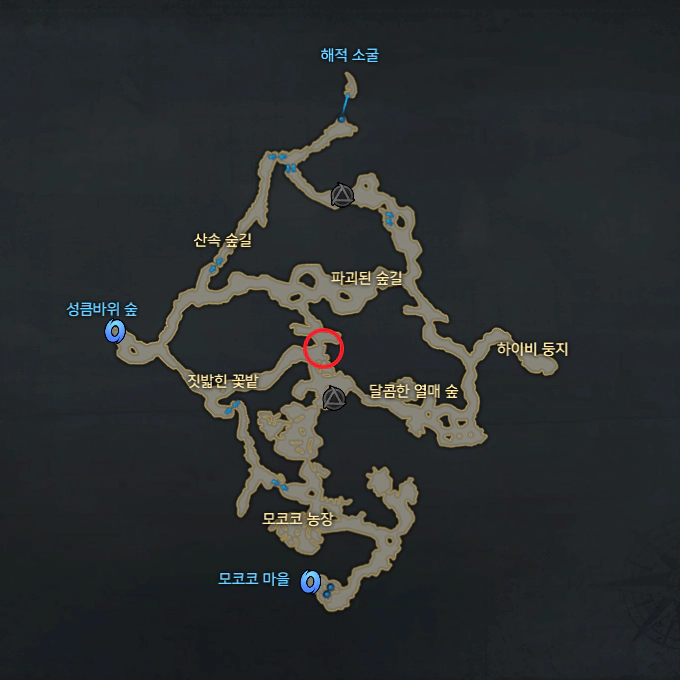 해적 소굴
산속 숲길
파괴된 숲길
성큼바위 숲
하이비 둥지
짓밟힌 꽃밭
달콤한 열매 숲
모코코 농장
모코코 마을